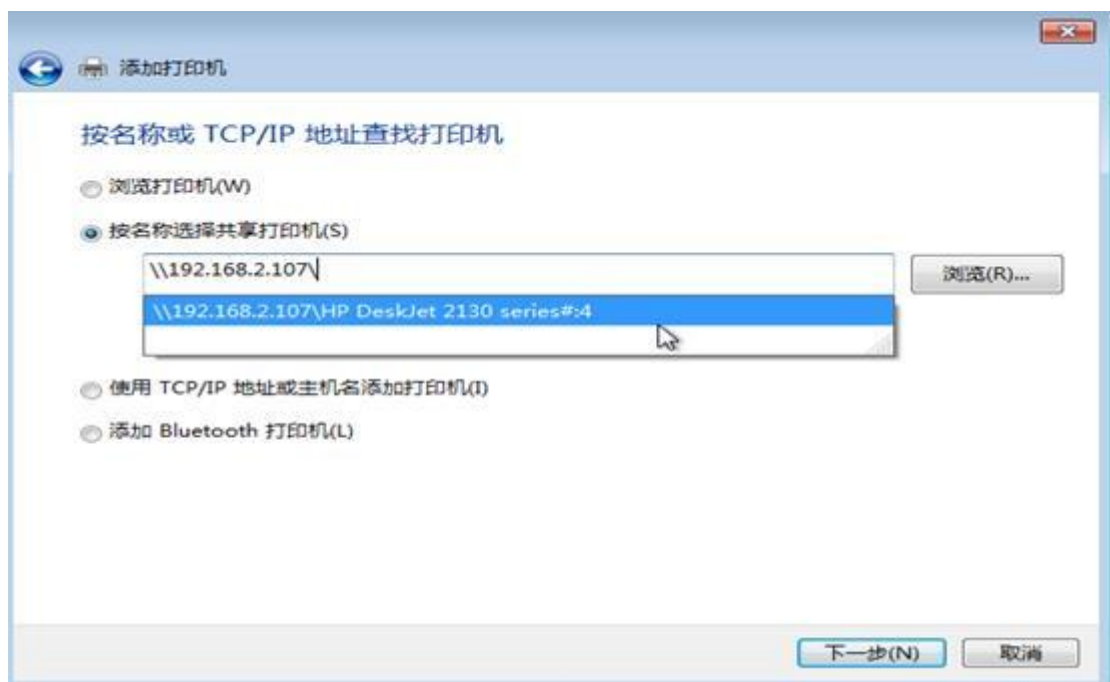 添加打印机
按名称或 TCP/IP 地址查找打印机
浏览打印机(W)
按名称选择共享打印机(S)
\\192.168.2.107\
浏览(R)...
\\192.168.2.107\HP DeskJet 2130 series#:4
使用 TCP/IP 地址或主机名添加打印机(I)
添加 Bluetooth 打印机(L)
下一步(N)
取消